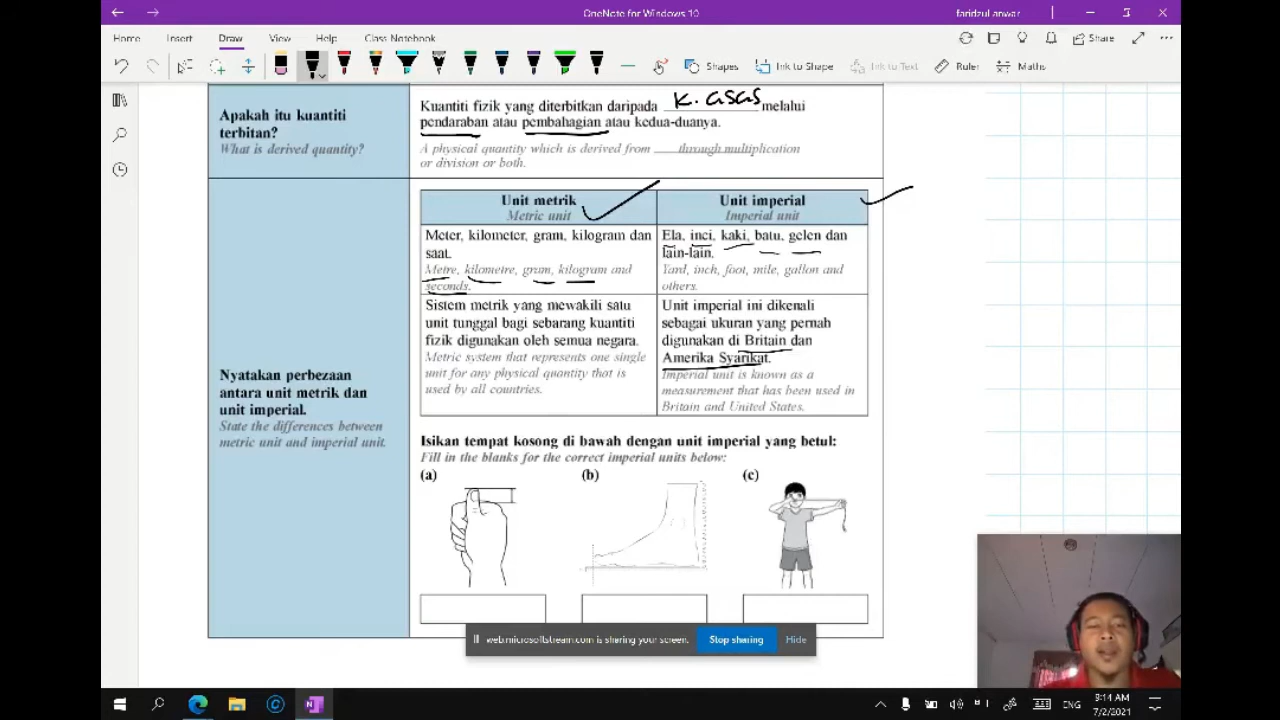 OneNote for Windows 10
faridzul anwar
Home Insert Draw View Help Class Notebook
Share
Shapes Ink to Shape Ink to Text Ruler Maths
Apakah itu kuantiti
terbitan?
What is derived quantity?
Kuantiti fizik yang diterbitkan daripada K. asas melalui
pendaraban atau pembahagian atau kedua-duanya.
A physical quantity which is derived from through multiplication
or division or both.
Nyatakan perbezaan
antara unit metrik dan
unit imperial.
State the differences between
metric unit and imperial unit.
Unit metrik
Metric unit
Unit imperial
Imperial unit
Meter, kilometer, gram, kilogram dan
saat.
Metre, kilometre, gram, kilogram and
seconds.
Ela, inci, kaki, batu, gelen dan
lain-lain.
Yard, inch, foot, mile, gallon and
others.
Sistem metrik yang mewakili satu
unit tunggal bagi sebarang kuantiti
fizik digunakan oleh semua negara.
Metric system that represents one single
unit for any physical quantity that is
used by all countries.
Unit imperial ini dikenali
sebagai ukuran yang pernah
digunakan di Britain dan
Amerika Syarikat.
Imperial unit is known as a
measurement that has been used in
Britain and United States.
Isikan tempat kosong di bawah dengan unit imperial yang betul:
Fill in the blanks for the correct imperial units below:
(a) (b) (c)
web.microsoftstream.com is sharing your screen. Stop sharing Hide
ENG
9:14 AM
7/2/2021